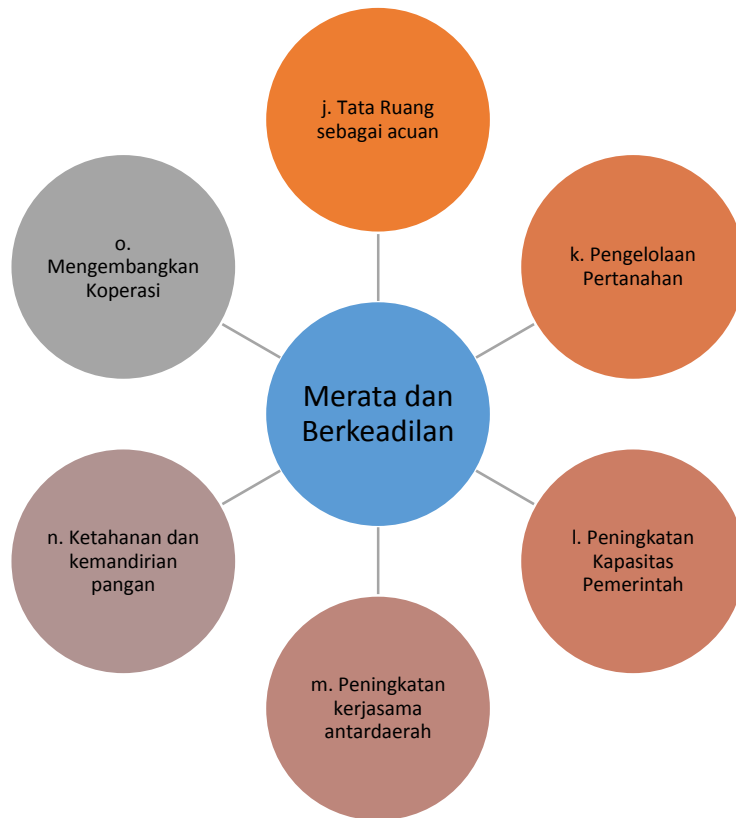 j. Tata Ruang
sebagai acuan
k. Pengelolaan
Pertanahan
l. Peningkatan
Kapasitas
Pemerintah
m. Peningkatan
kerjasama
antardaerah
n. Ketahanan dan
kemandirian
pangan
o.
Mengembangkan
Koperasi
Merata dan
Berkeadilan